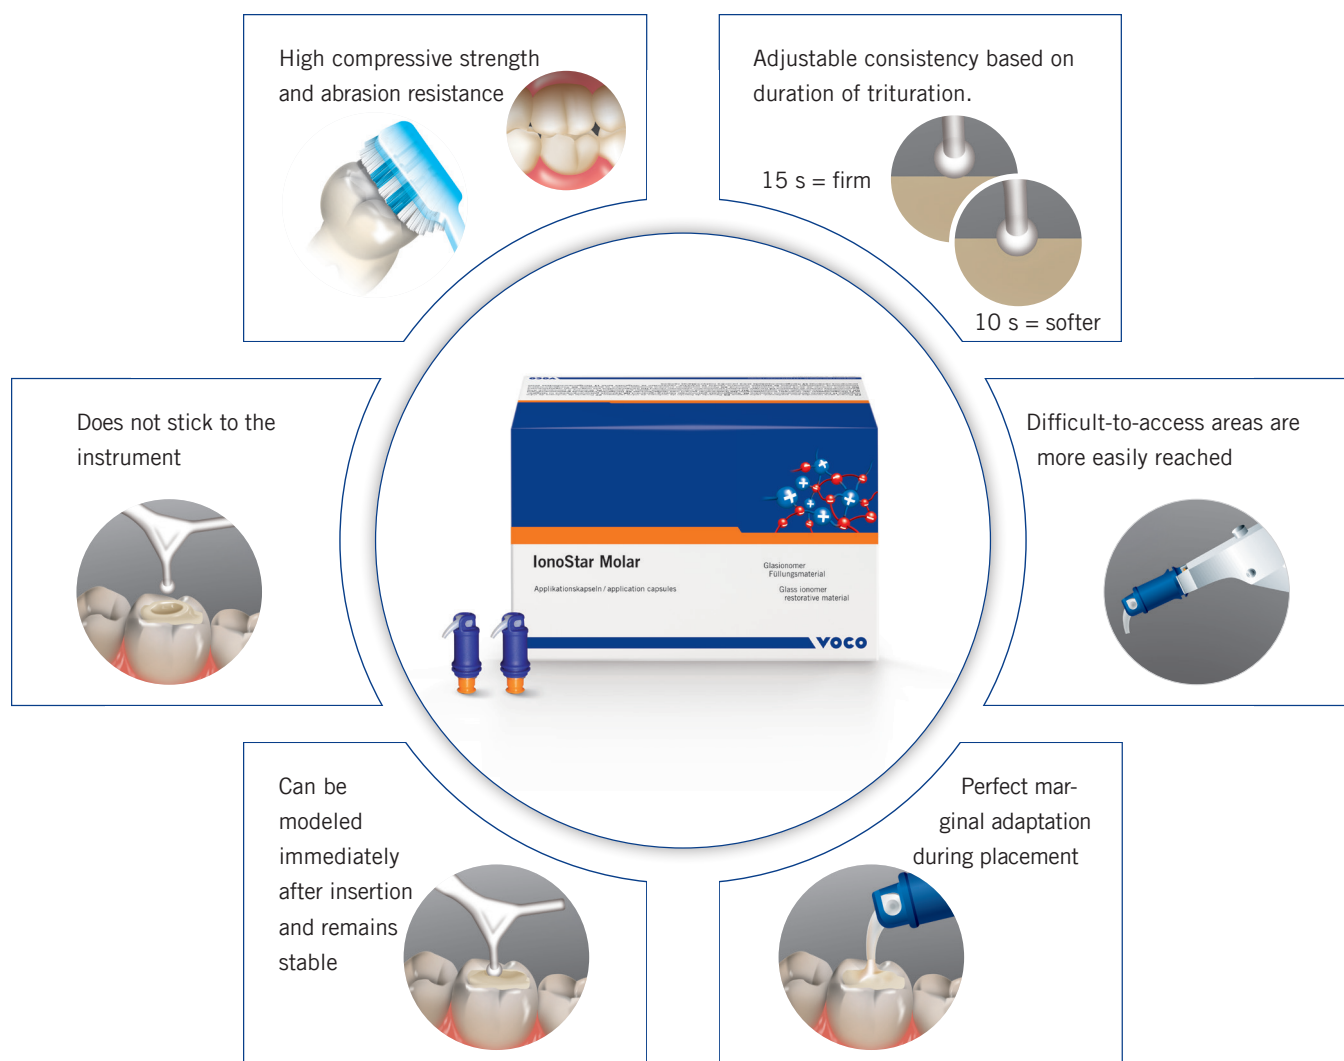 High compressive strength
and abrasion resistance
Adjustable consistency based on
duration of trituration.
15 s = firm
10 s = softer
Does not stick to the
instrument
Difficult-to-access areas are
more easily reached
IonoStar Molar
Applikationskapseln / application capsules
Glasionomer
Füllungsmaterial
Glass ionomer
restorative material
VOCO
VOCO
Can be
modeled
immediately
after insertion
and remains
stable
Perfect mar-
ginal adaptation
during placement